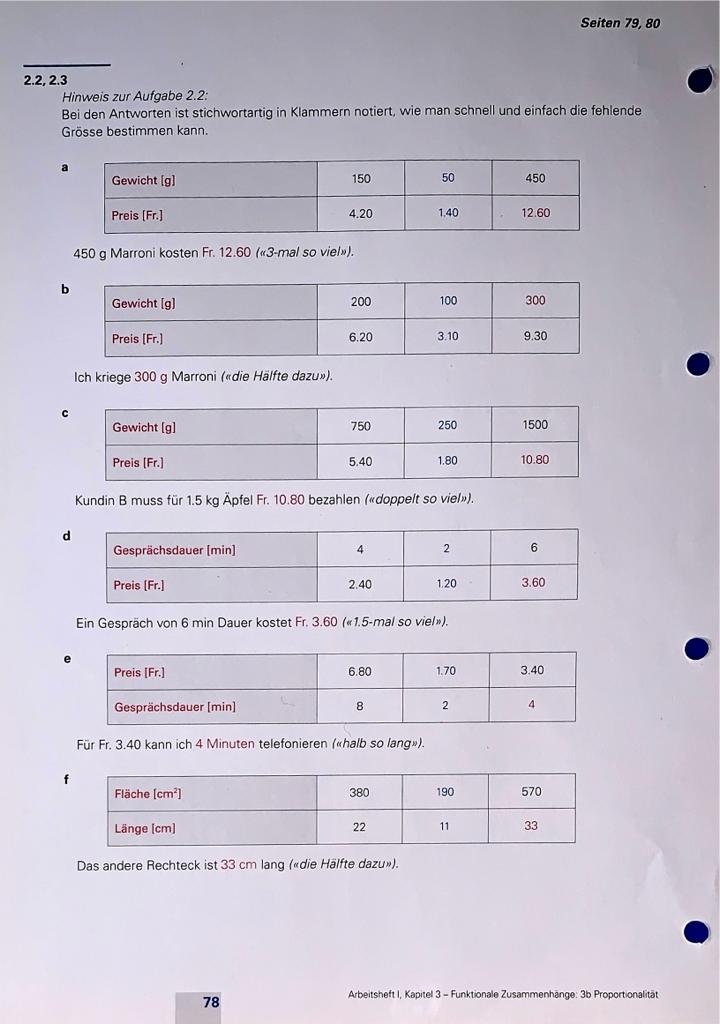 Seiten 79, 80
2.2, 2.3
Hinweis zur Aufgabe 2.2:
Bei den Antworten ist stichwortartig in Klammern notiert, wie man schnell und einfach die fehlende
Grösse bestimmen kann.
a
Gewicht [g] 150 50 450
Preis [Fr.] 4.20 1.40 12.60
450 g Marroni kosten Fr. 12.60 («3-mal so viel»).
b
Gewicht [g] 200 100 300
Preis [Fr.] 6.20 3.10 9.30
Ich kriege 300 g Marroni («die Hälfte dazu»).
c
Gewicht [g] 750 250 1500
Preis [Fr.] 5.40 1.80 10.80
Kundin B muss für 1.5 kg Äpfel Fr. 10.80 bezahlen («doppelt so viel»).
d
Gesprächsdauer [min] 4 2 6
Preis [Fr.] 2.40 1.20 3.60
Ein Gespräch von 6 min Dauer kostet Fr. 3.60 («1.5-mal so viel»).
e
Preis [Fr.] 6.80 1.70 3.40
Gesprächsdauer [min] 8 2 4
Für Fr. 3.40 kann ich 4 Minuten telefonieren («halb so lang»).
f
Fläche [cm²] 380 190 570
Länge [cm] 22 11 33
Das andere Rechteck ist 33 cm lang («die Hälfte dazu»).
78
Arbeitsheft I, Kapitel 3 – Funktionale Zusammenhänge: 3b Proportionalität